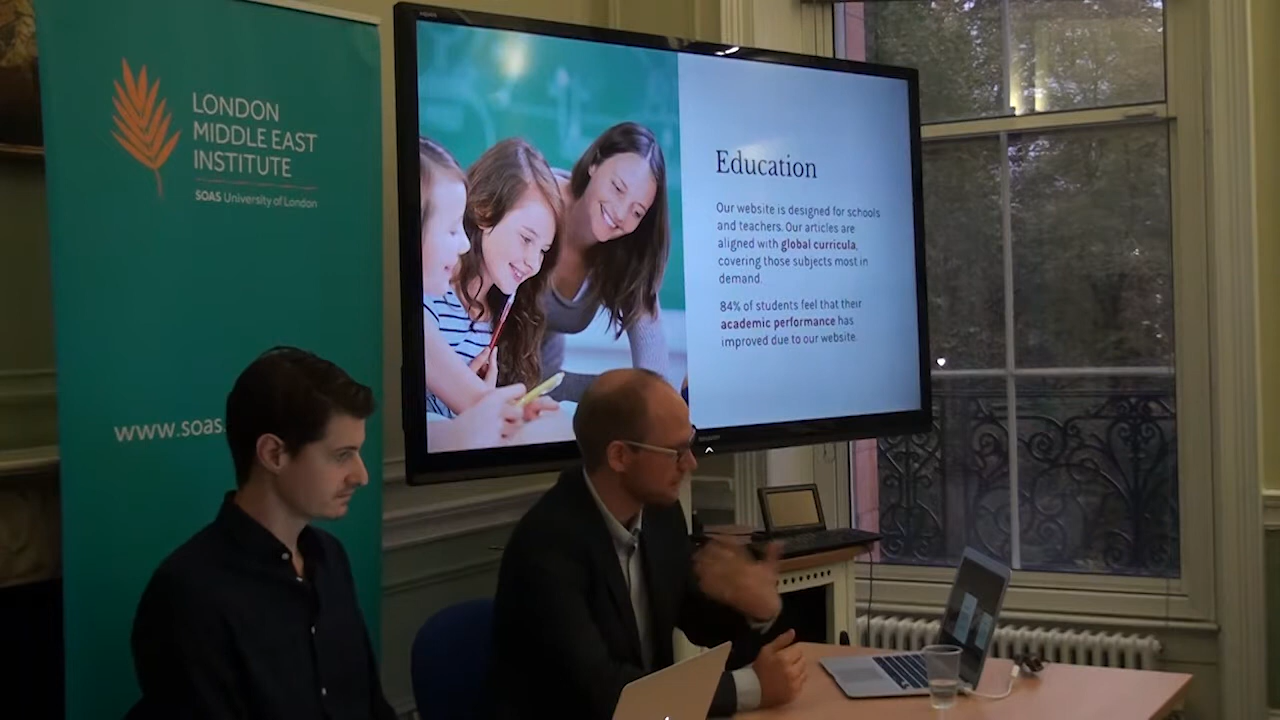 LONDON
MIDDLE EAST
INSTITUTE
SOAS University of London
www.soas.
Education
Our website is designed for schools
and teachers. Our articles are
aligned with global curricula,
covering those subjects most in
demand.
84% of students feel that their
academic performance has
improved due to our website.